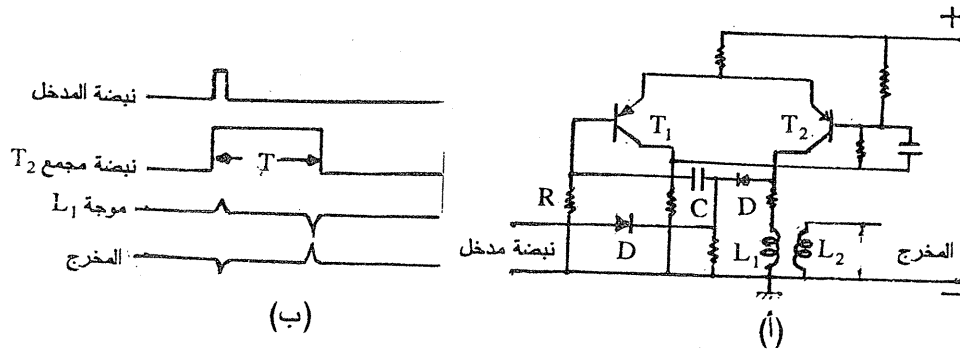 نبضة المدخل
نبضة مجمع T2
T
موجة L1
المخرج
(ب)
+
T1
T2
R
C
D
D
نبضة مدخل
L1
L2
المخرج
−
(أ)